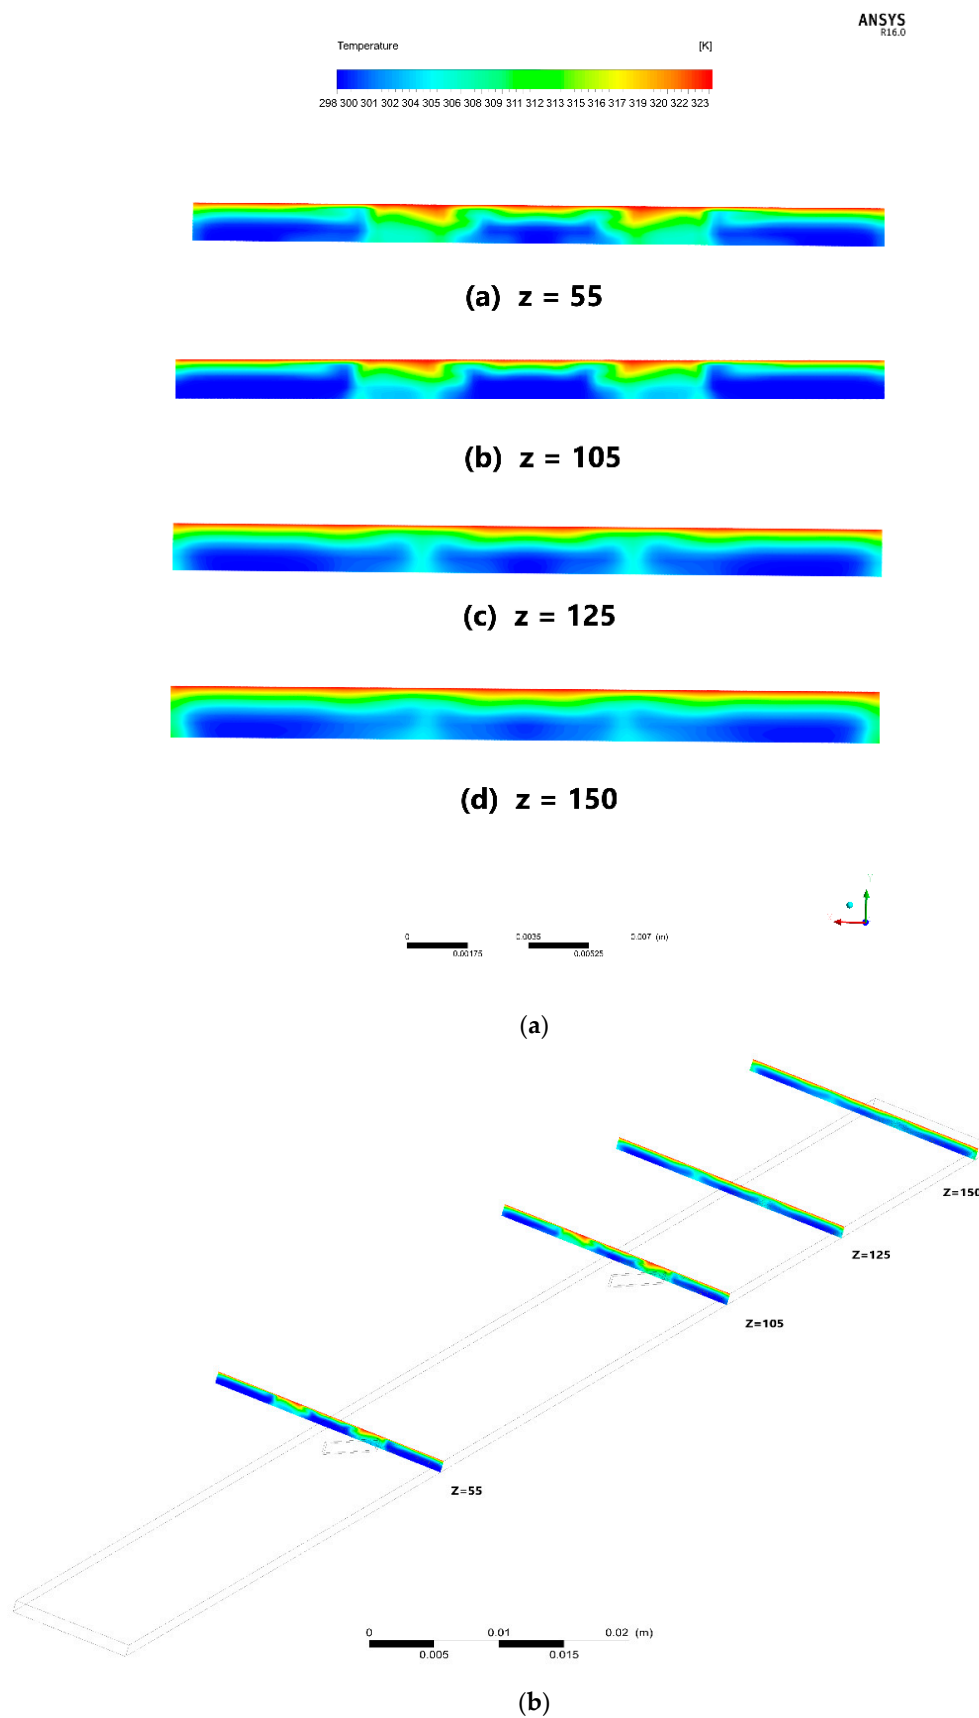 ANSYS
R16.0
Temperature [K]
298 300 301 302 304 305 306 308 309 311 312 313 315 316 317 319 320 322 323
(a) z = 55
(b) z = 105
(c) z = 125
(d) z = 150
Y
0 0.0035 0.007 (m)
0.00175 0.00525
(a)
Z=150
Z=125
Z=105
Z=55
0 0.01 0.02 (m)
0.005 0.015
(b)